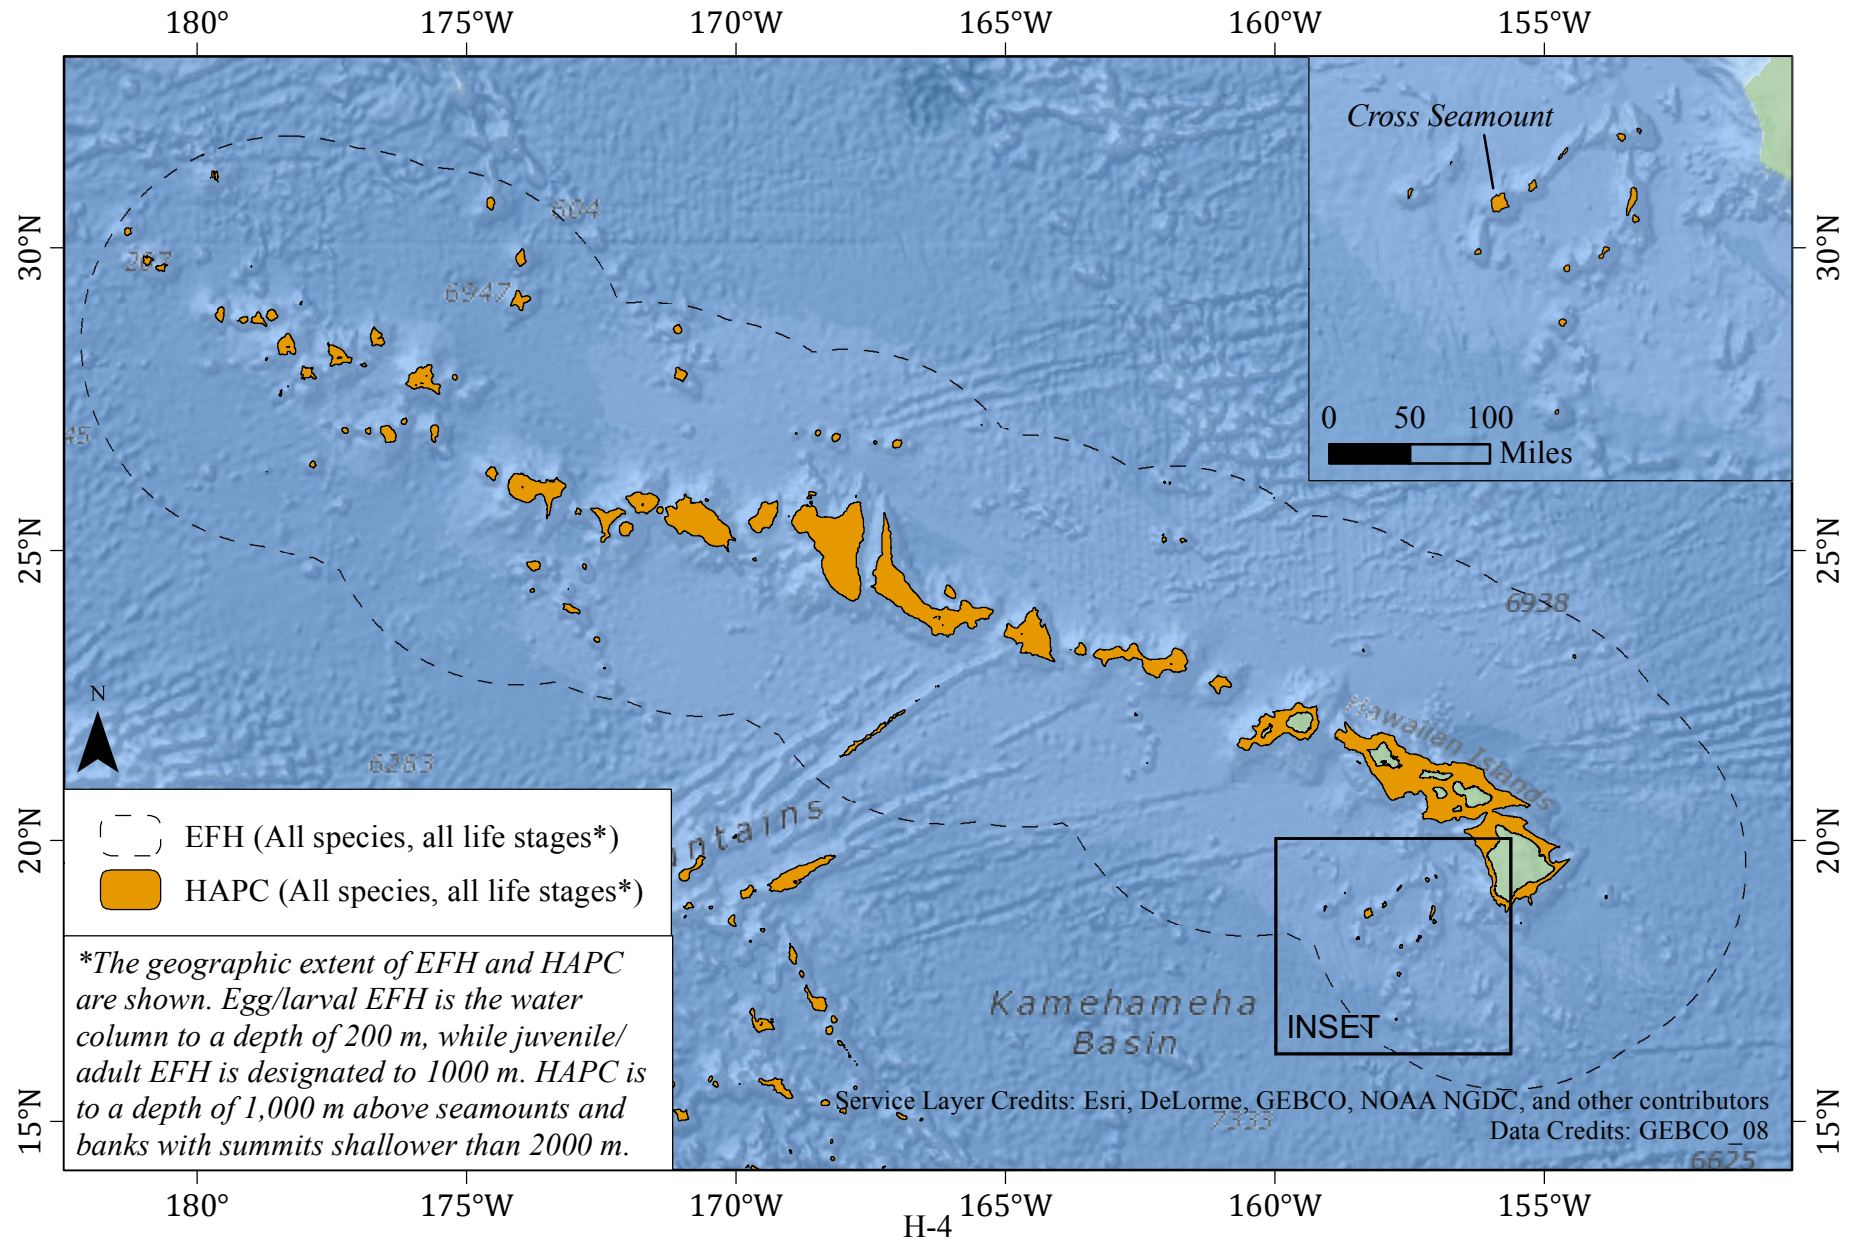 180°
175°W
170°W
165°W
160°W
155°W
30°N
25°N
20°N
15°N
30°N
25°N
20°N
15°N
Cross Seamount
0
50
100
Miles
604
6947
6938
6283
Hawaiian Islands
Kamehameha
Basin
INSET
7333
6625
N
EFH (All species, all life stages*)
HAPC (All species, all life stages*)
*The geographic extent of EFH and HAPC
are shown. Egg/larval EFH is the water
column to a depth of 200 m, while juvenile/
adult EFH is designated to 1000 m. HAPC is
to a depth of 1,000 m above seamounts and
banks with summits shallower than 2000 m.
Service Layer Credits: Esri, DeLorme, GEBCO, NOAA NGDC, and other contributors
Data Credits: GEBCO_08
180°
175°W
170°W
165°W
160°W
155°W
H-4